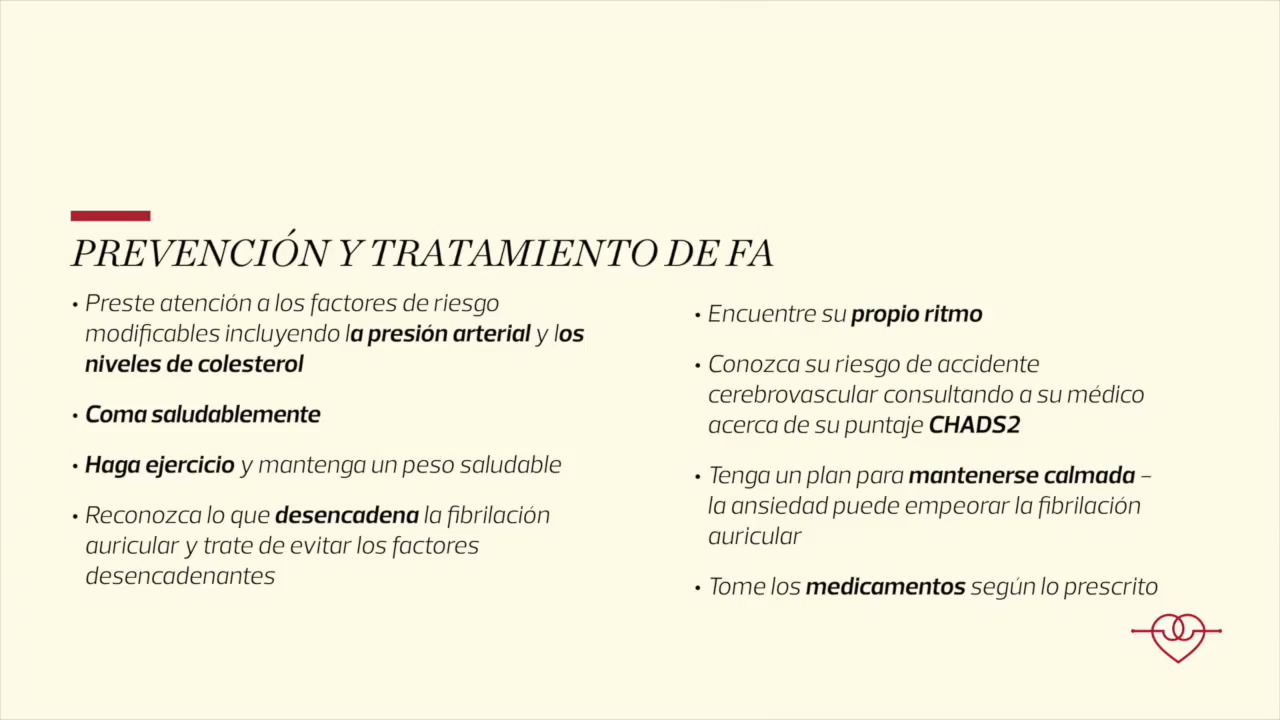 PREVENCIÓN Y TRATAMIENTO DE FA
• Preste atención a los factores de riesgo
modificables incluyendo la presión arterial y los
niveles de colesterol
• Coma saludablemente
• Haga ejercicio y mantenga un peso saludable
• Reconozca lo que desencadena la fibrilación
auricular y trate de evitar los factores
desencadenantes
• Encuentre su propio ritmo
• Conozca su riesgo de accidente
cerebrovascular consultando a su médico
acerca de su puntaje CHADS2
• Tenga un plan para mantenerse calmada –
la ansiedad puede empeorar la fibrilación
auricular
• Tome los medicamentos según lo prescrito